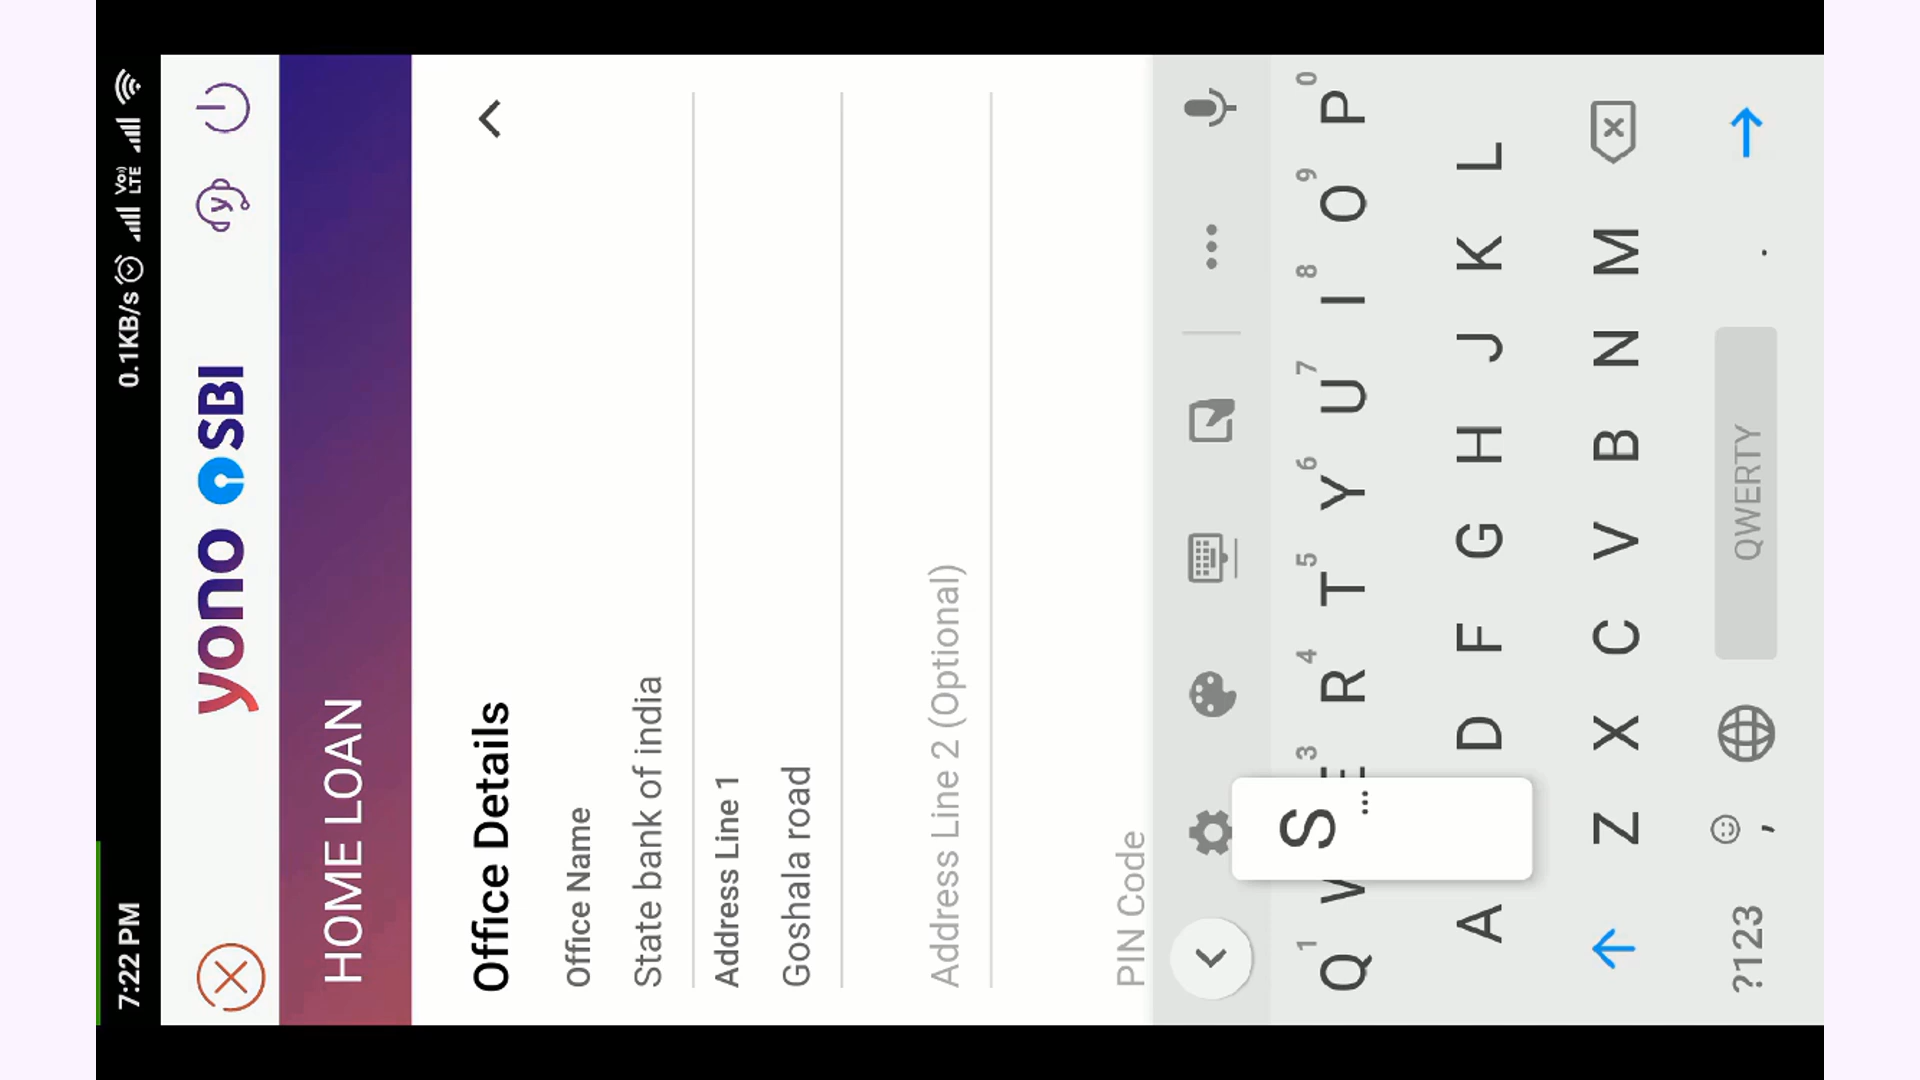 7:22 PM
0.1KB/s Vo)) LTE
yono SBI
y
HOME LOAN
Office Details
Office Name
State bank of india
Address Line 1
Goshala road
Address Line 2 (Optional)
PIN Code
1 3 4 5 6 7 8 9 0
Q W E R T Y U I O P
S ...
A D F G H J K L
Z X C V B N M
?123 , QWERTY .